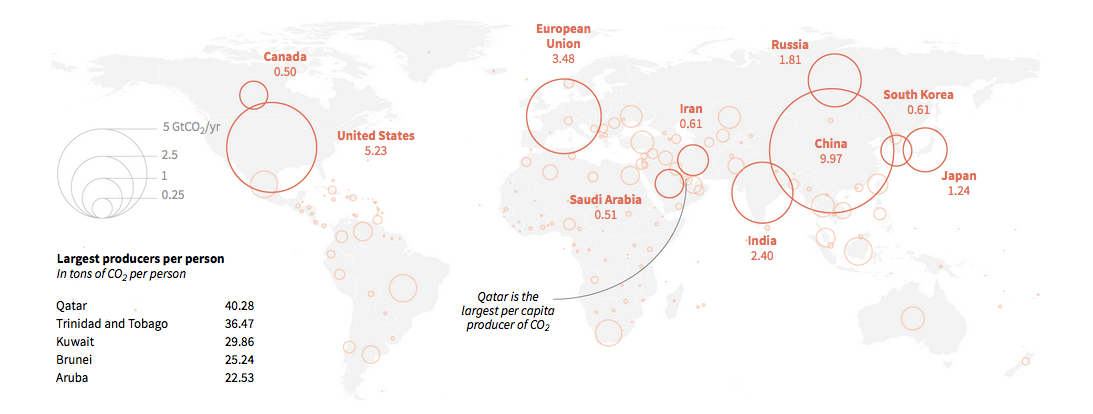 European
Union
3.48
Russia
1.81
Canada
0.50
South Korea
0.61
Iran
0.61
5 GtCO₂/yr
2.5
1
0.25
United States
5.23
China
9.97
Japan
1.24
Saudi Arabia
0.51
India
2.40
Largest producers per person
In tons of CO₂ per person
Qatar 40.28
Trinidad and Tobago 36.47
Kuwait 29.86
Brunei 25.24
Aruba 22.53
Qatar is the
largest per capita
producer of CO₂